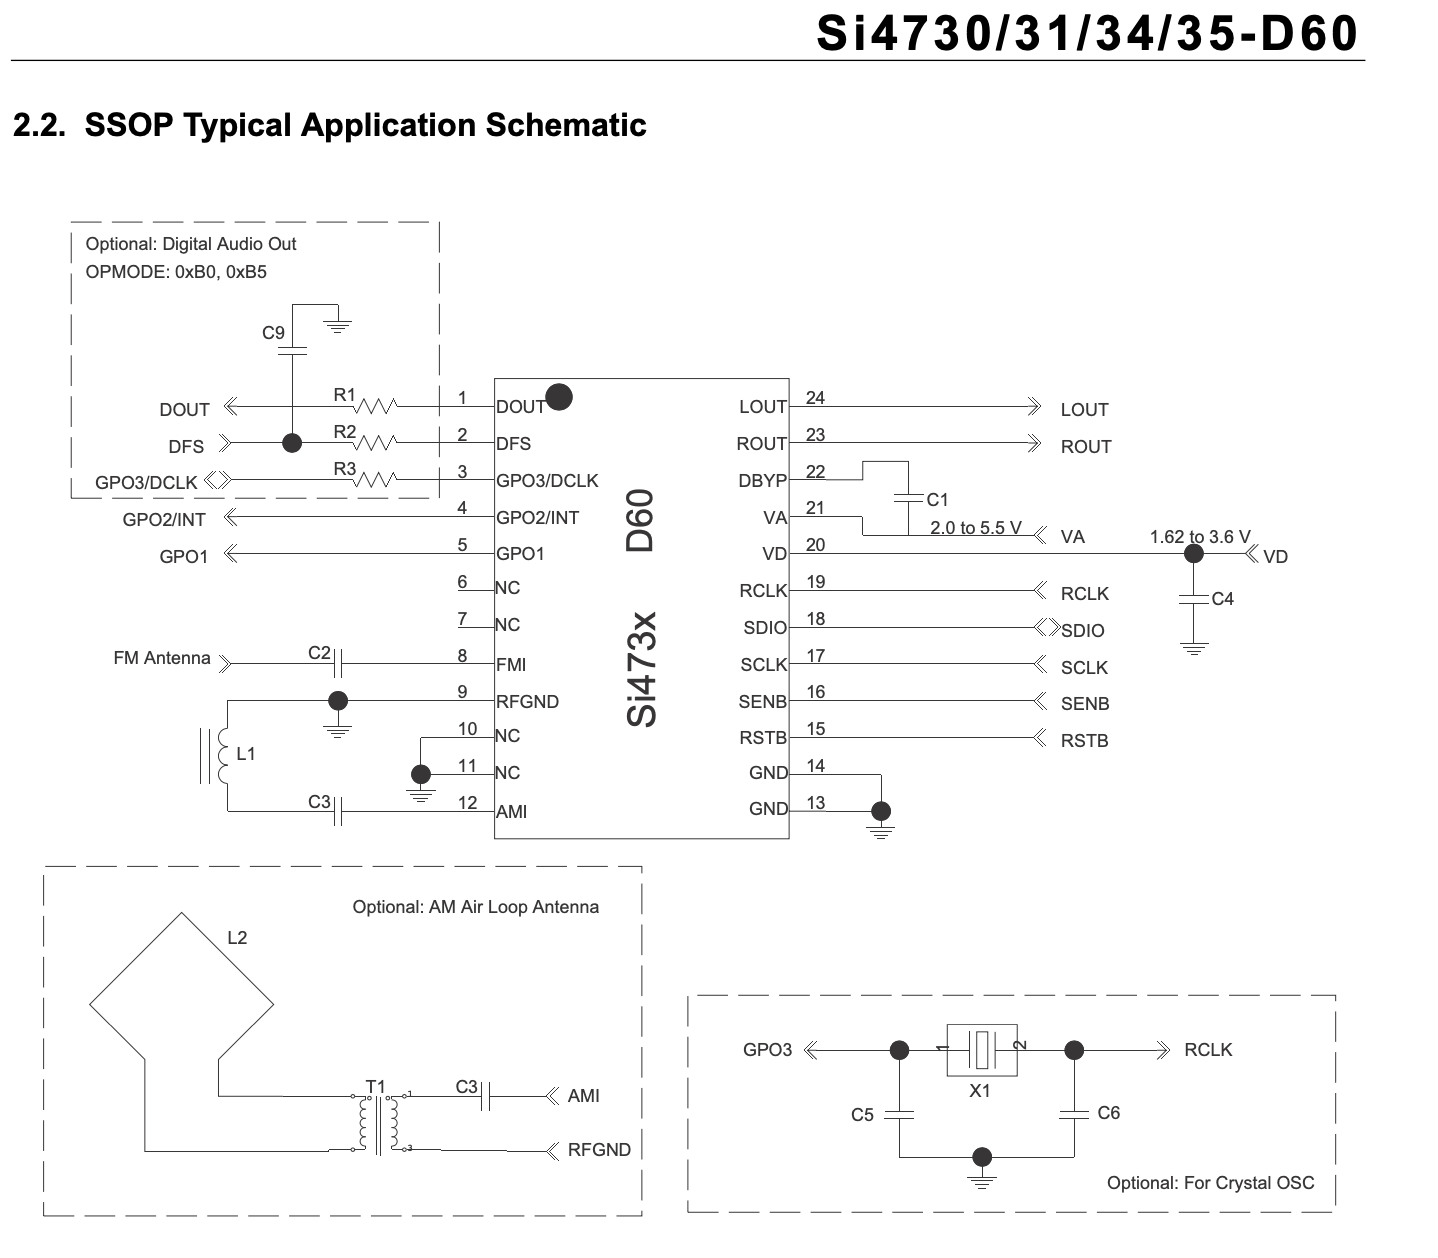 Si4730/31/34/35-D60
2.2. SSOP Typical Application Schematic
Optional: Digital Audio Out
OPMODE: 0xB0, 0xB5
C9
DOUT
R1
1
DOUT
DFS
R2
2
DFS
GPO3/DCLK
R3
3
GPO3/DCLK
GPO2/INT
4
GPO2/INT
GPO1
5
GPO1
6
NC
7
NC
FM Antenna
C2
8
FMI
9
RFGND
L1
10
NC
11
NC
C3
12
AMI
Si473x D60
LOUT
24
LOUT
ROUT
23
ROUT
DBYP
22
C1
VA
21
2.0 to 5.5 V
VA
VD
20
1.62 to 3.6 V
VD
C4
RCLK
19
RCLK
SDIO
18
SDIO
SCLK
17
SCLK
SENB
16
SENB
RSTB
15
RSTB
GND
14
GND
13
Optional: AM Air Loop Antenna
L2
T1
1
C3
AMI
3
RFGND
GPO3
1
2
RCLK
X1
C5
C6
Optional: For Crystal OSC